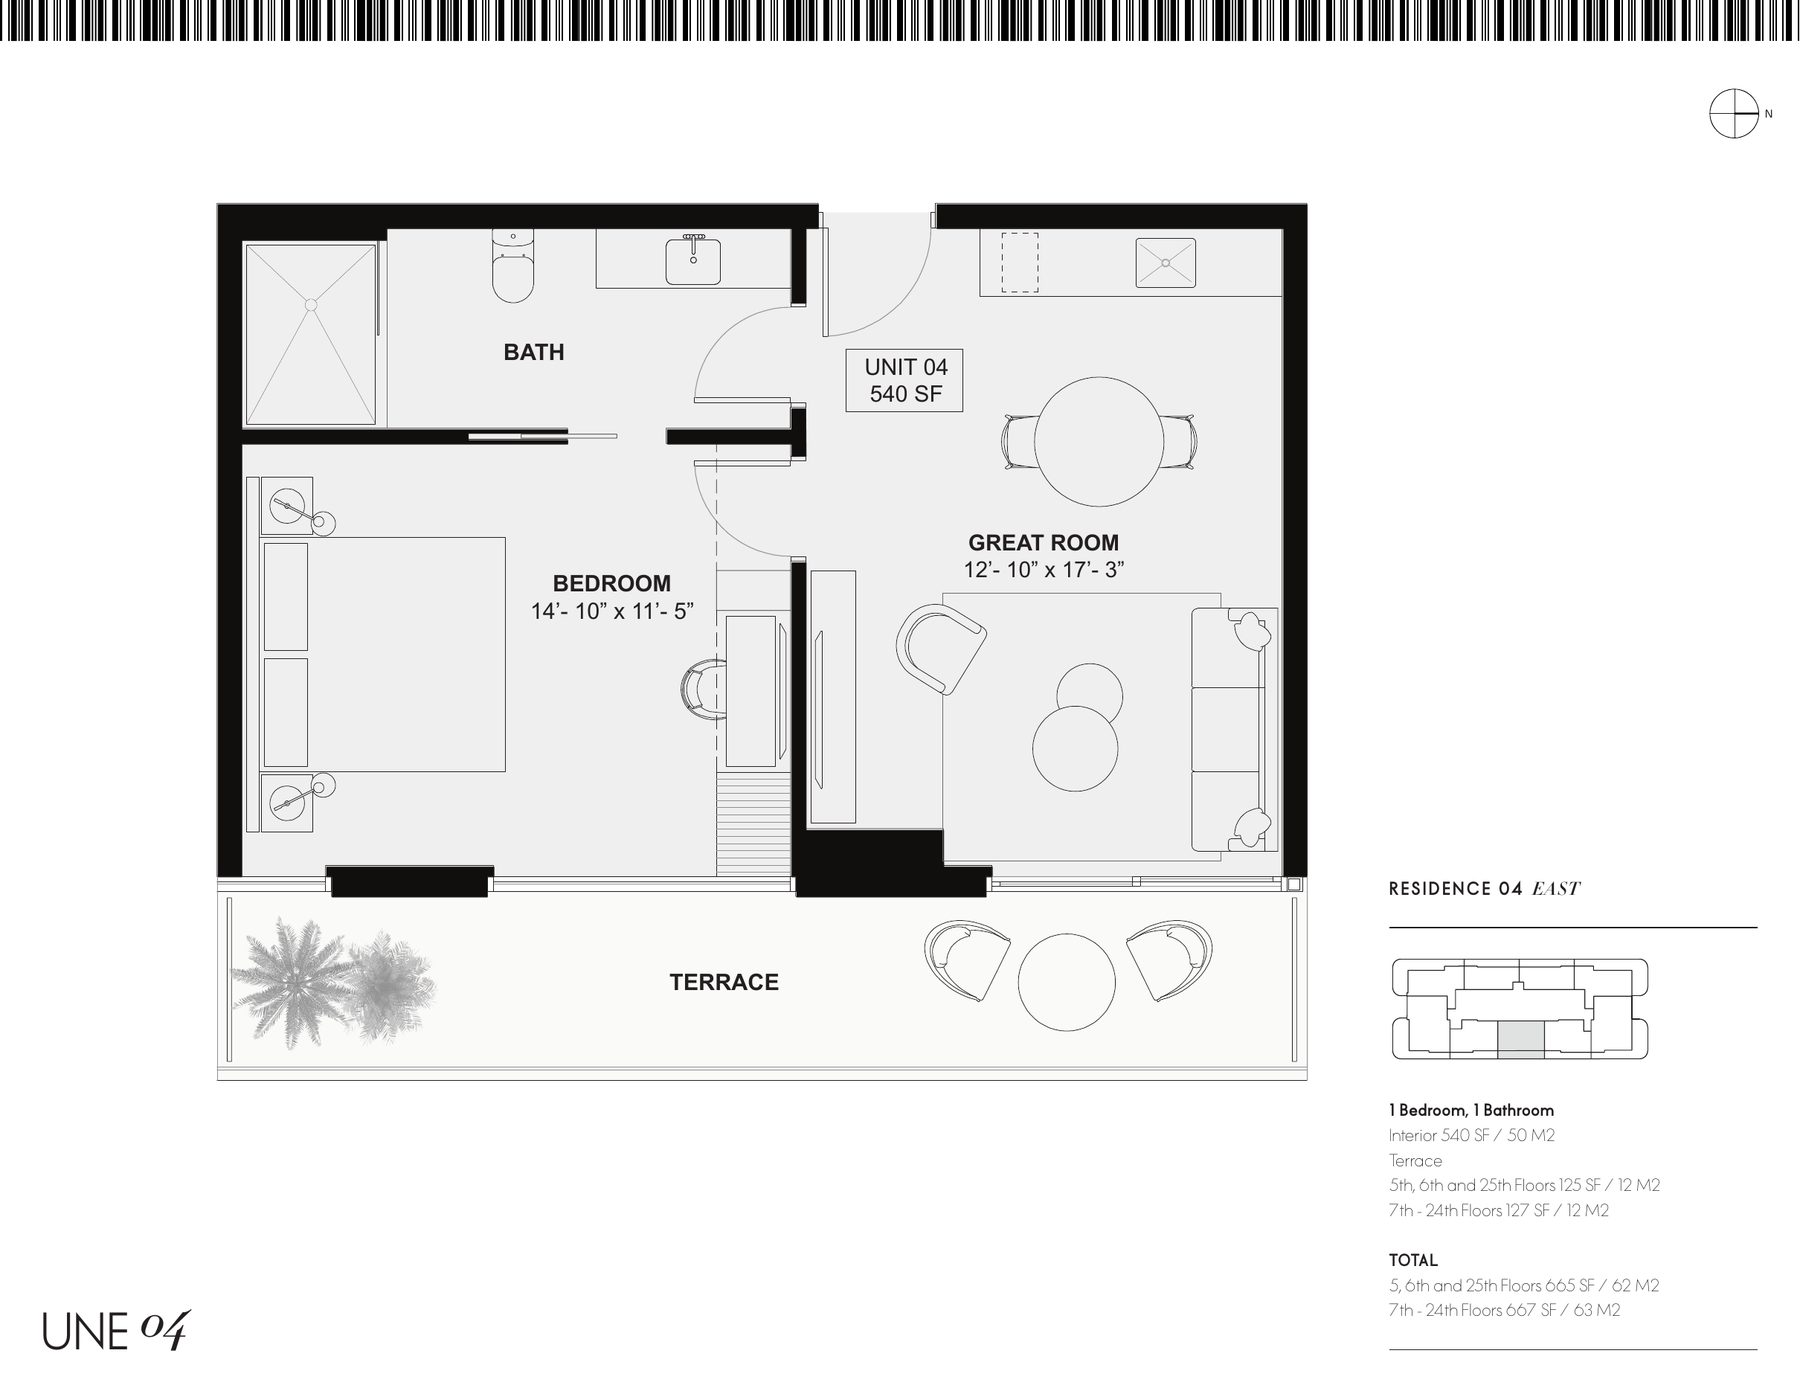 N
BATH
UNIT 04
540 SF
GREAT ROOM
12’- 10” x 17’- 3”
BEDROOM
14’- 10” x 11’- 5”
TERRACE
RESIDENCE 04 EAST
1 Bedroom, 1 Bathroom
Interior 540 SF / 50 M2
Terrace
5th, 6th and 25th Floors 125 SF / 12 M2
7th - 24th Floors 127 SF / 12 M2
TOTAL
5, 6th and 25th Floors 665 SF / 62 M2
7th - 24th Floors 667 SF / 63 M2
UNE 04